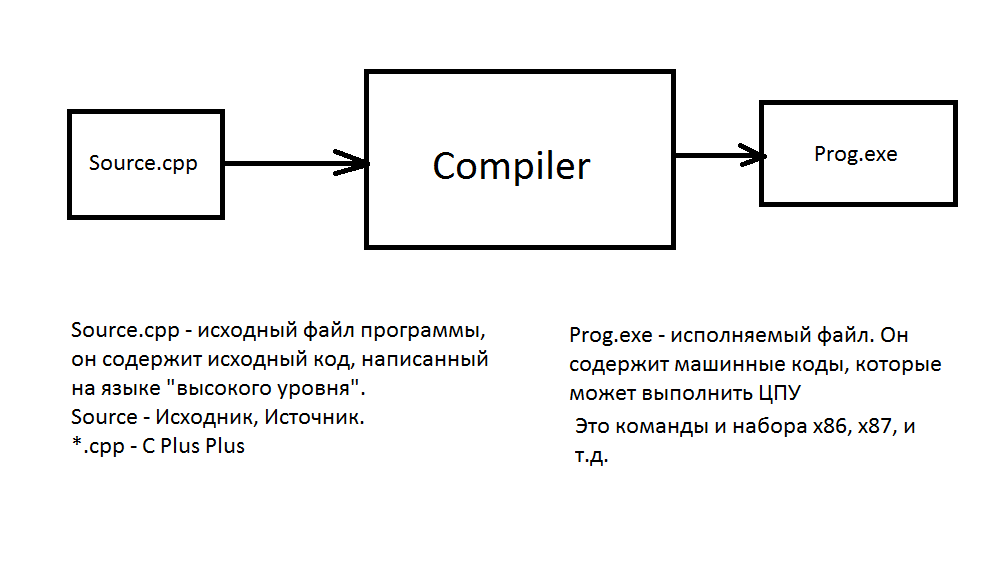 Source.cpp
Compiler
Prog.exe
Source.cpp - исходный файл программы,
он содержит исходный код, написанный
на языке "высокого уровня".
Source - Исходник, Источник.
*.cpp - C Plus Plus
Prog.exe - исполняемый файл. Он
содержит машинные коды, которые
может выполнить ЦПУ
Это команды и набора x86, x87, и
т.д.